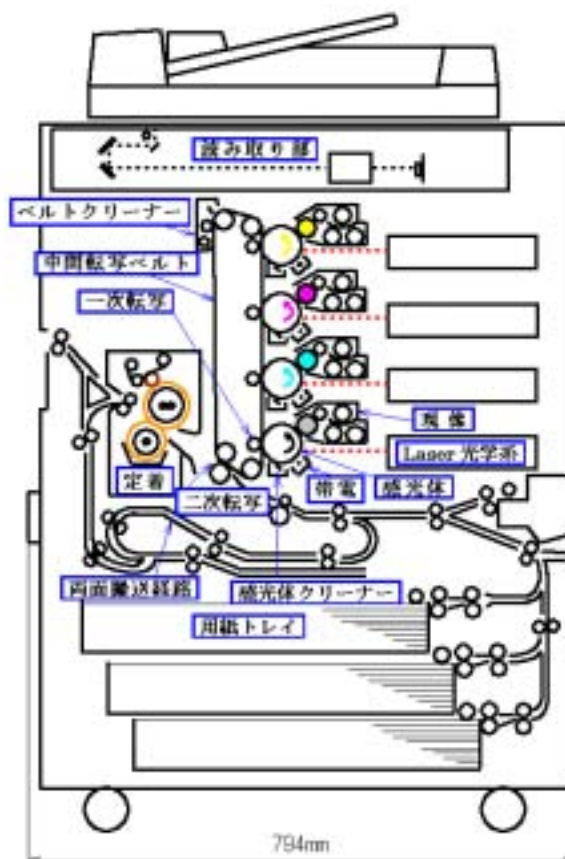 読み取り部
ベルトクリーナー
中間転写ベルト
一次転写
現像
Laser 光学系
定着
二次転写
帯電
感光体
両面搬送経路
感光体クリーナー
用紙トレイ
794mm